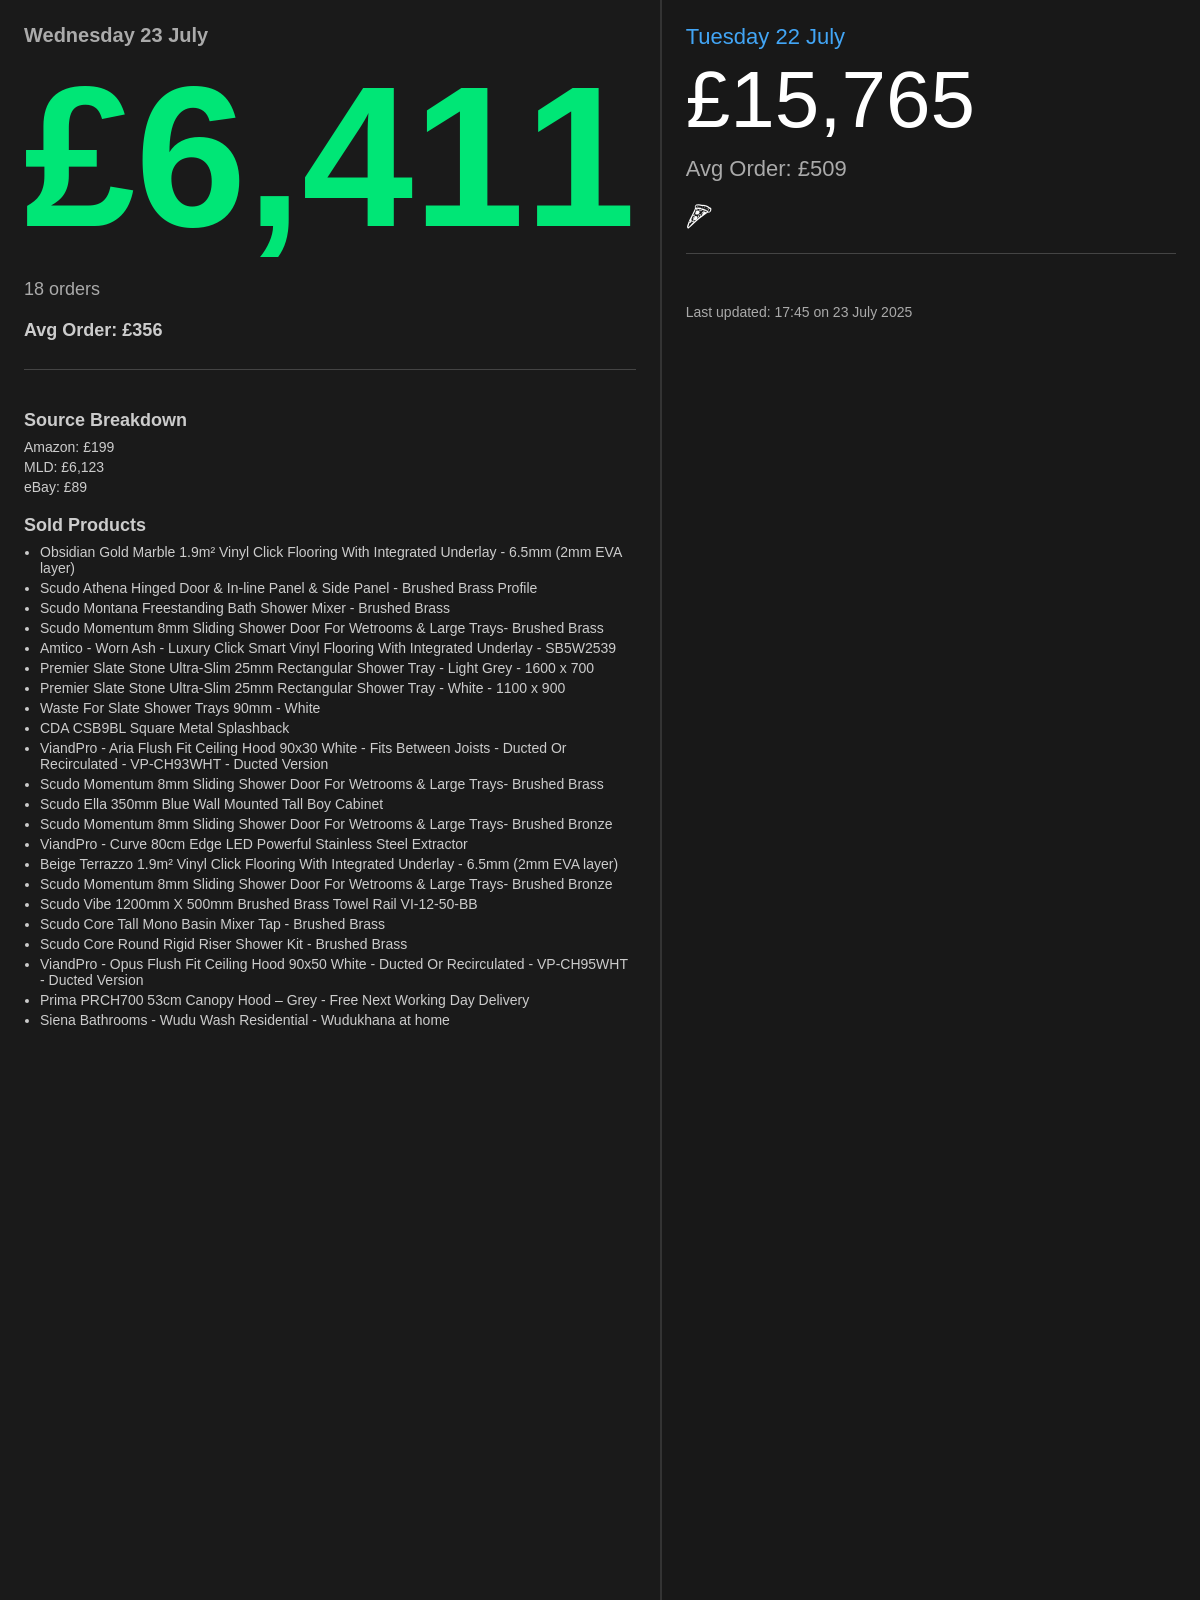 Wednesday 23 July
£6,411
18 orders
Avg Order: £356
Source Breakdown
Amazon: £199
MLD: £6,123
eBay: £89
Sold Products
• Obsidian Gold Marble 1.9m² Vinyl Click Flooring With Integrated Underlay - 6.5mm (2mm EVA
layer)
• Scudo Athena Hinged Door & In-line Panel & Side Panel - Brushed Brass Profile
• Scudo Montana Freestanding Bath Shower Mixer - Brushed Brass
• Scudo Momentum 8mm Sliding Shower Door For Wetrooms & Large Trays- Brushed Brass
• Amtico - Worn Ash - Luxury Click Smart Vinyl Flooring With Integrated Underlay - SB5W2539
• Premier Slate Stone Ultra-Slim 25mm Rectangular Shower Tray - Light Grey - 1600 x 700
• Premier Slate Stone Ultra-Slim 25mm Rectangular Shower Tray - White - 1100 x 900
• Waste For Slate Shower Trays 90mm - White
• CDA CSB9BL Square Metal Splashback
• ViandPro - Aria Flush Fit Ceiling Hood 90x30 White - Fits Between Joists - Ducted Or
Recirculated - VP-CH93WHT - Ducted Version
• Scudo Momentum 8mm Sliding Shower Door For Wetrooms & Large Trays- Brushed Brass
• Scudo Ella 350mm Blue Wall Mounted Tall Boy Cabinet
• Scudo Momentum 8mm Sliding Shower Door For Wetrooms & Large Trays- Brushed Bronze
• ViandPro - Curve 80cm Edge LED Powerful Stainless Steel Extractor
• Beige Terrazzo 1.9m² Vinyl Click Flooring With Integrated Underlay - 6.5mm (2mm EVA layer)
• Scudo Momentum 8mm Sliding Shower Door For Wetrooms & Large Trays- Brushed Bronze
• Scudo Vibe 1200mm X 500mm Brushed Brass Towel Rail VI-12-50-BB
• Scudo Core Tall Mono Basin Mixer Tap - Brushed Brass
• Scudo Core Round Rigid Riser Shower Kit - Brushed Brass
• ViandPro - Opus Flush Fit Ceiling Hood 90x50 White - Ducted Or Recirculated - VP-CH95WHT
- Ducted Version
• Prima PRCH700 53cm Canopy Hood – Grey - Free Next Working Day Delivery
• Siena Bathrooms - Wudu Wash Residential - Wudukhana at home
Tuesday 22 July
£15,765
Avg Order: £509
Last updated: 17:45 on 23 July 2025